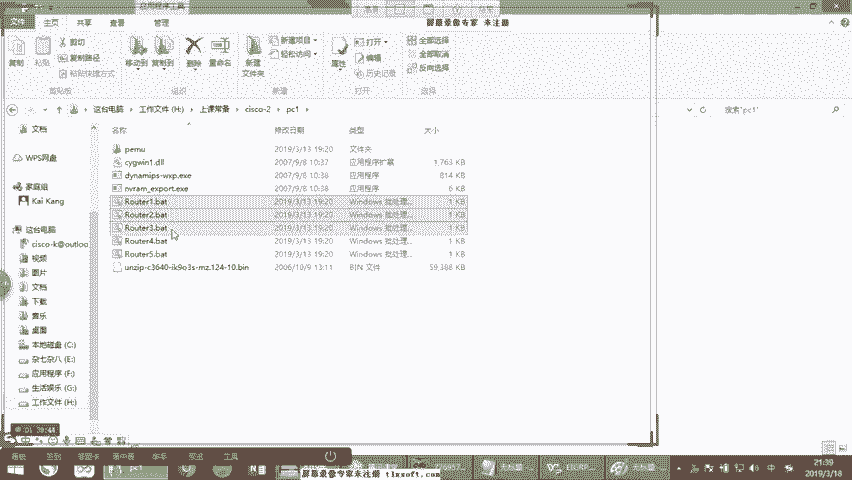 应用程序工具
文件 主页 共享 查看 管理
屏幕录像专家 未注册
复制 粘贴 剪切 复制路径 粘贴快捷方式 移动到 复制到 删除 重命名 新建文件夹 新建项目 轻松访问 属性 打开 编辑 历史记录 全部选择 全部取消 反向选择
剪贴板 组织 新建 打开 选择
这台电脑 工作文件 (H:) 上课常备 cisco-2 pc1
搜索"pc1"
名称 修改日期 类型 大小
pemu 2019/3/13 19:20 文件夹
cygwin1.dll 2007/9/8 10:37 应用程序扩展 1,763 KB
dynamips-wxp.exe 2007/9/8 10:38 应用程序 814 KB
nvram_export.exe 2007/9/8 10:38 应用程序 6 KB
Router1.bat 2019/3/13 19:20 Windows 批处理... 1 KB
Router2.bat 2019/3/13 19:20 Windows 批处理... 1 KB
Router3.bat 2019/3/13 19:20 Windows 批处理... 1 KB
Router4.bat 2019/3/13 19:20 Windows 批处理... 1 KB
Router5.bat 2019/3/13 19:20 Windows 批处理... 1 KB
unzip-c3640-ik9o3s-mz.124-10.bin 2006/10/9 13:11 BIN 文件 59,388 KB
文档
WPS网盘
家庭组
Kai Kang
这台电脑
cisco-k@outloo
视频
图片
文档
下载
音乐
桌面
本地磁盘 (C:)
杂七杂八 (E:)
应用程序 (F:)
生活娱乐 (G:)
工作文件 (H:)
签到 答题卡 举手 工具
屏幕录像专家未注册 tlxsoft.com
pc1
无标题
无标题
中
21:39
2019/3/18